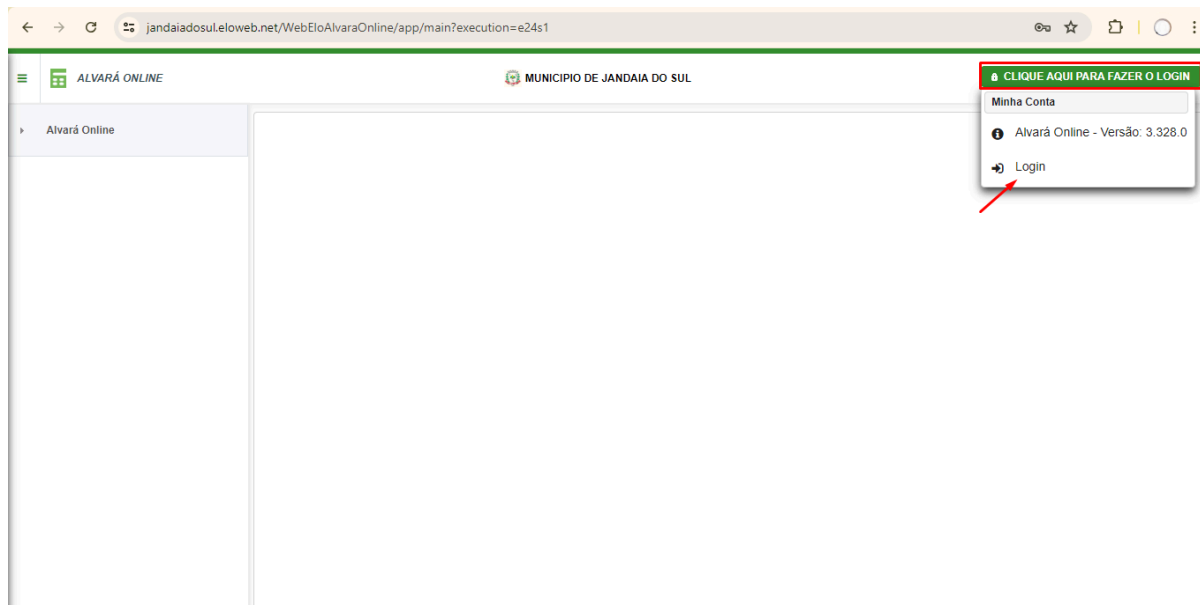 jandaiadosul.eloweb.net/WebEloAlvaraOnline/app/main?execution=e24s1
ALVARÁ ONLINE
MUNICIPIO DE JANDAIA DO SUL
CLIQUE AQUI PARA FAZER O LOGIN
Minha Conta
Alvará Online - Versão: 3.328.0
Login
Alvará Online